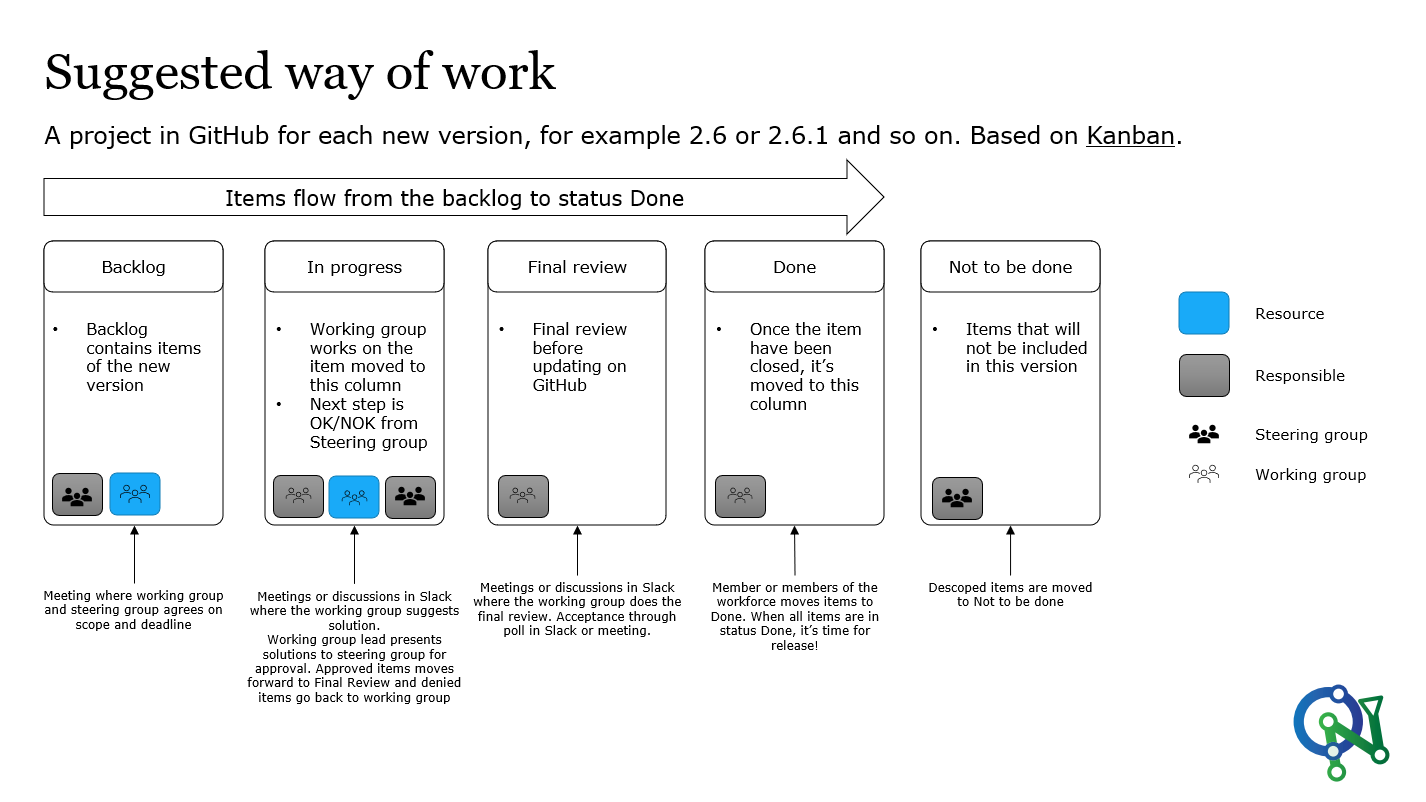 Suggested way of work
A project in GitHub for each new version, for example 2.6 or 2.6.1 and so on. Based on Kanban.
Items flow from the backlog to status Done
Backlog
• Backlog
contains items
of the new
version
Meeting where working group
and steering group agrees on
scope and deadline
In progress
• Working group
works on the
item moved to
this column
• Next step is
OK/NOK from
Steering group
Meetings or discussions in Slack
where the working group suggests
solution.
Working group lead presents
solutions to steering group for
approval. Approved items moves
forward to Final Review and denied
items go back to working group
Final review
• Final review
before
updating on
GitHub
Meetings or discussions in Slack
where the working group does the
final review. Acceptance through
poll in Slack or meeting.
Done
• Once the item
have been
closed, it’s
moved to this
column
Member or members of the
workforce moves items to
Done. When all items are in
status Done, it’s time for
release!
Not to be done
• Items that will
not be included
in this version
Descoped items are moved
to Not to be done
Resource
Responsible
Steering group
Working group